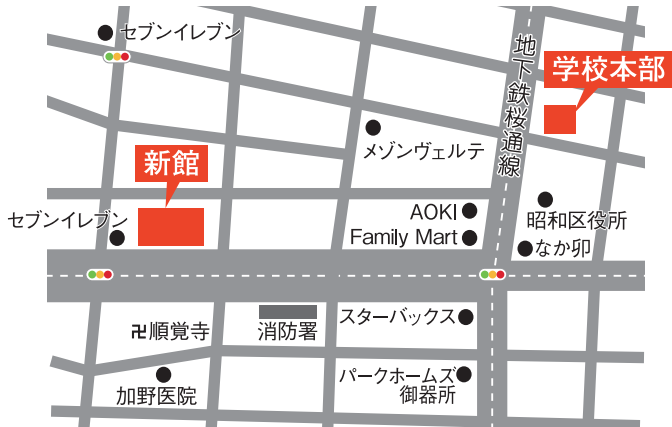 セブンイレブン
地下鉄桜通線
学校本部
メゾンヴェルテ
新館
セブンイレブン
AOKI
Family Mart
昭和区役所
なか卯
卍順覚寺
消防署
スターバックス
加野医院
パークホームズ
御器所